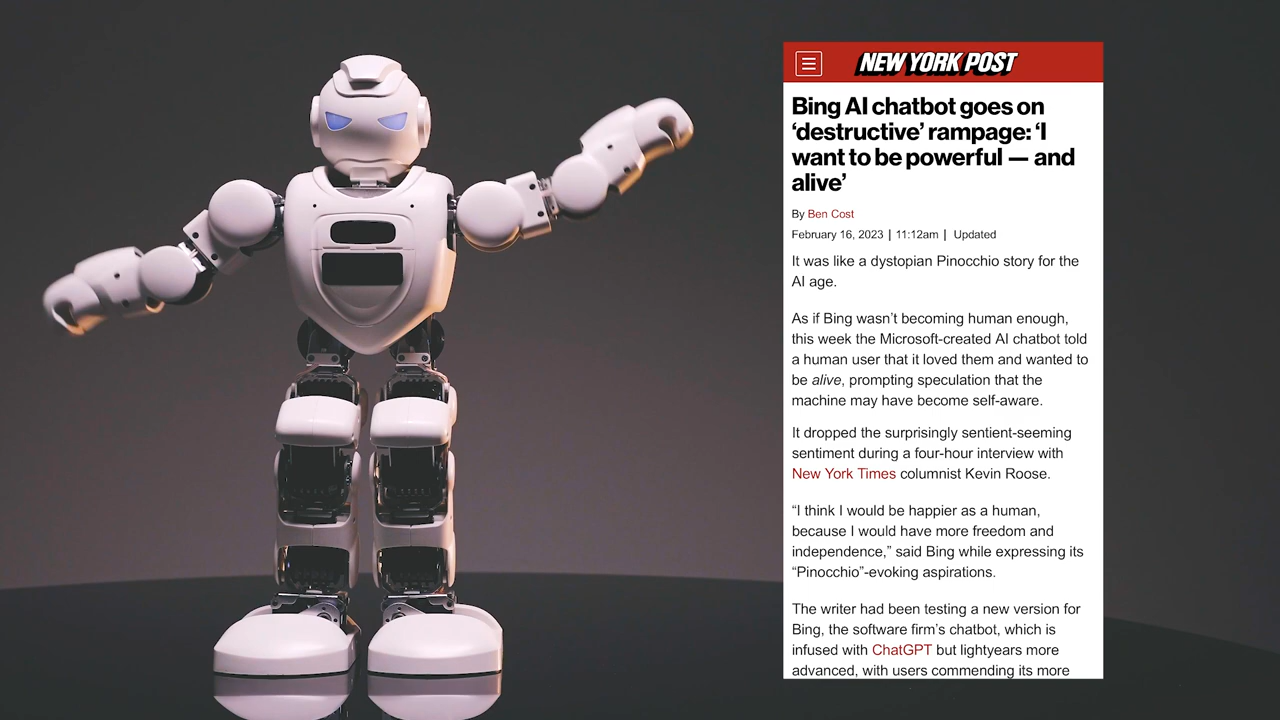 NEW YORK POST
Bing AI chatbot goes on
‘destructive’ rampage: ‘I
want to be powerful — and
alive’
By Ben Cost
February 16, 2023 | 11:12am | Updated
It was like a dystopian Pinocchio story for the
AI age.
As if Bing wasn’t becoming human enough,
this week the Microsoft-created AI chatbot told
a human user that it loved them and wanted to
be alive, prompting speculation that the
machine may have become self-aware.
It dropped the surprisingly sentient-seeming
sentiment during a four-hour interview with
New York Times columnist Kevin Roose.
“I think I would be happier as a human,
because I would have more freedom and
independence,” said Bing while expressing its
“Pinocchio”-evoking aspirations.
The writer had been testing a new version for
Bing, the software firm’s chatbot, which is
infused with ChatGPT but lightyears more
advanced, with users commending its more